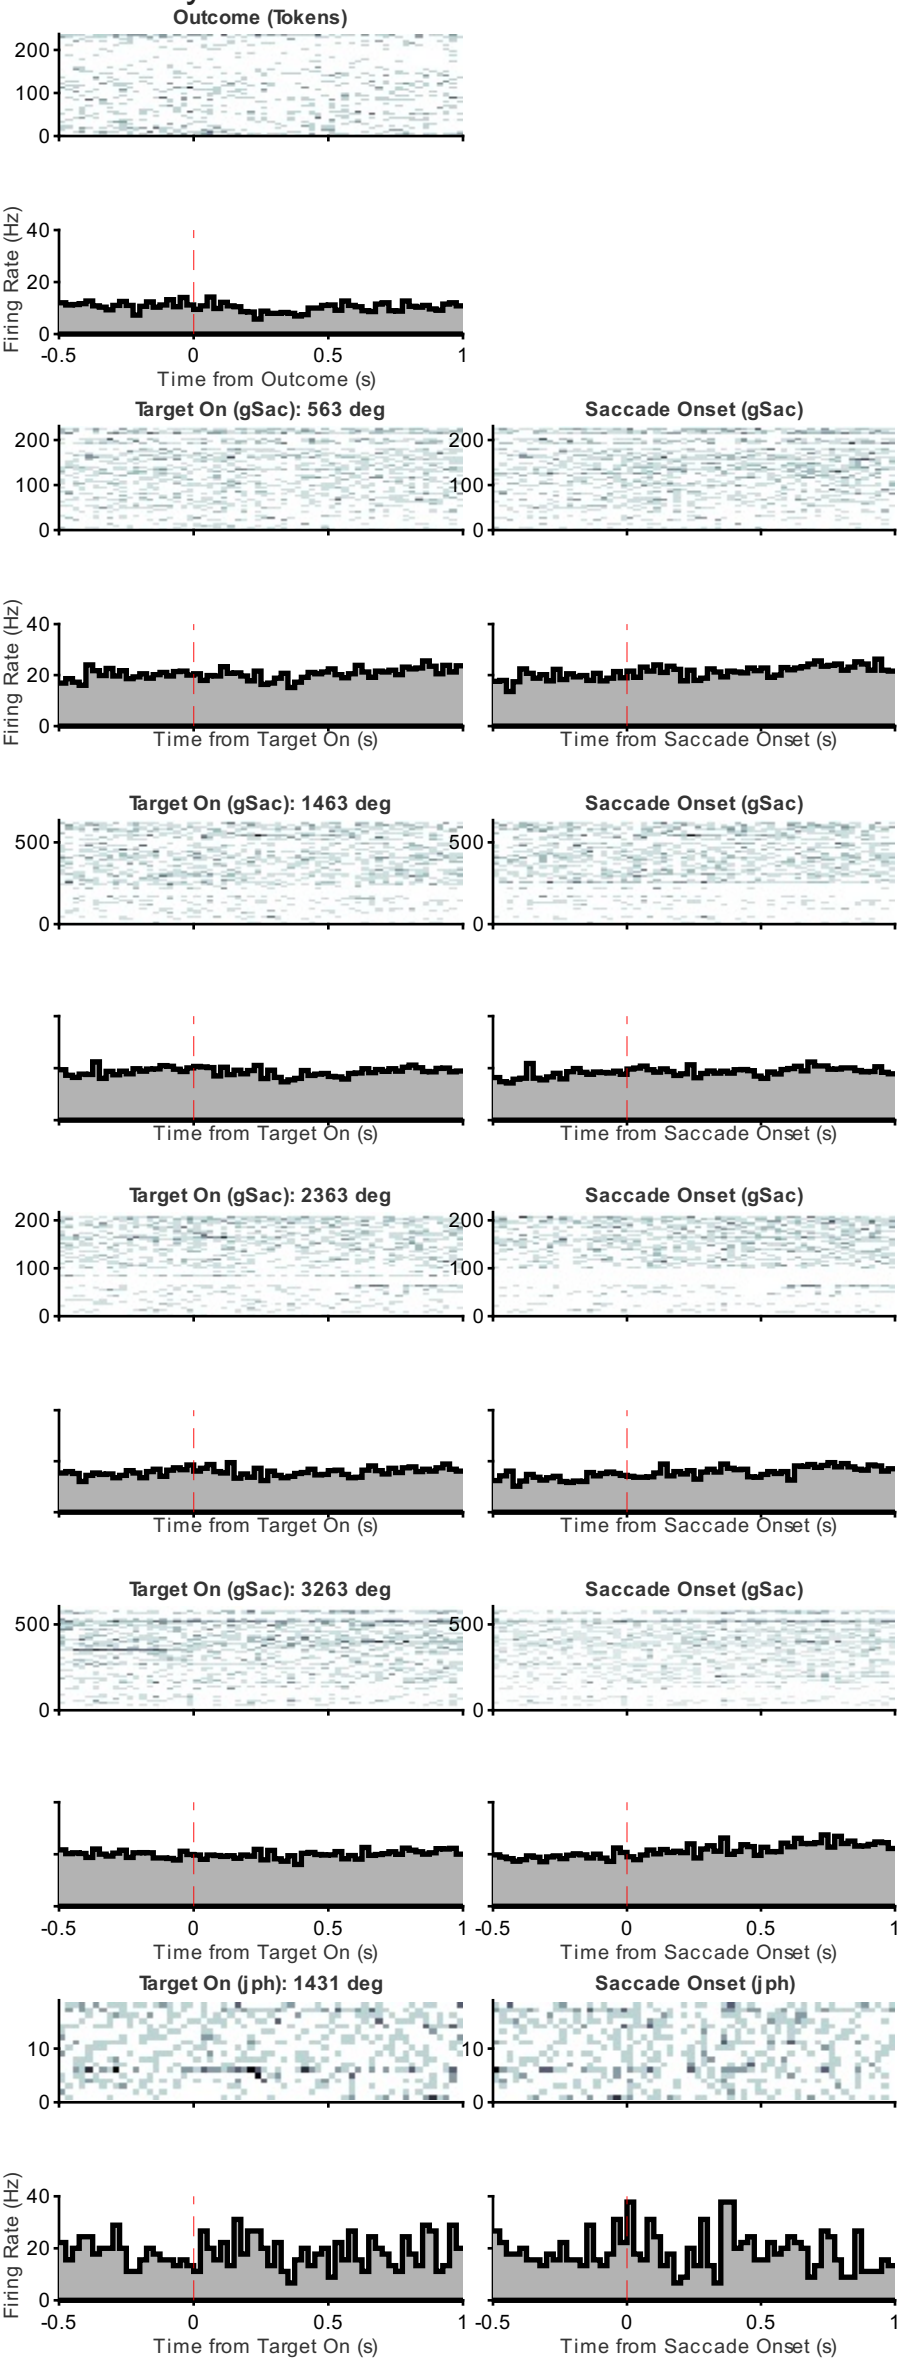 Outcome (Tokens)
200
100
0
Firing Rate (Hz)
40
20
0
-0.5 0 0.5 1
Time from Outcome (s)
Target On (gSac): 563 deg Saccade Onset (gSac)
200 200
100 100
0 0
Firing Rate (Hz)
40
20
0
Time from Target On (s) Time from Saccade Onset (s)
Target On (gSac): 1463 deg Saccade Onset (gSac)
500 500
0 0
Time from Target On (s) Time from Saccade Onset (s)
Target On (gSac): 2363 deg Saccade Onset (gSac)
200 200
100 100
0 0
Time from Target On (s) Time from Saccade Onset (s)
Target On (gSac): 3263 deg Saccade Onset (gSac)
500 500
0 0
-0.5 0 0.5 1 -0.5 0 0.5 1
Time from Target On (s) Time from Saccade Onset (s)
Target On (jph): 1431 deg Saccade Onset (jph)
10 10
0 0
Firing Rate (Hz)
40
20
0
-0.5 0 0.5 1 -0.5 0 0.5 1
Time from Target On (s) Time from Saccade Onset (s)